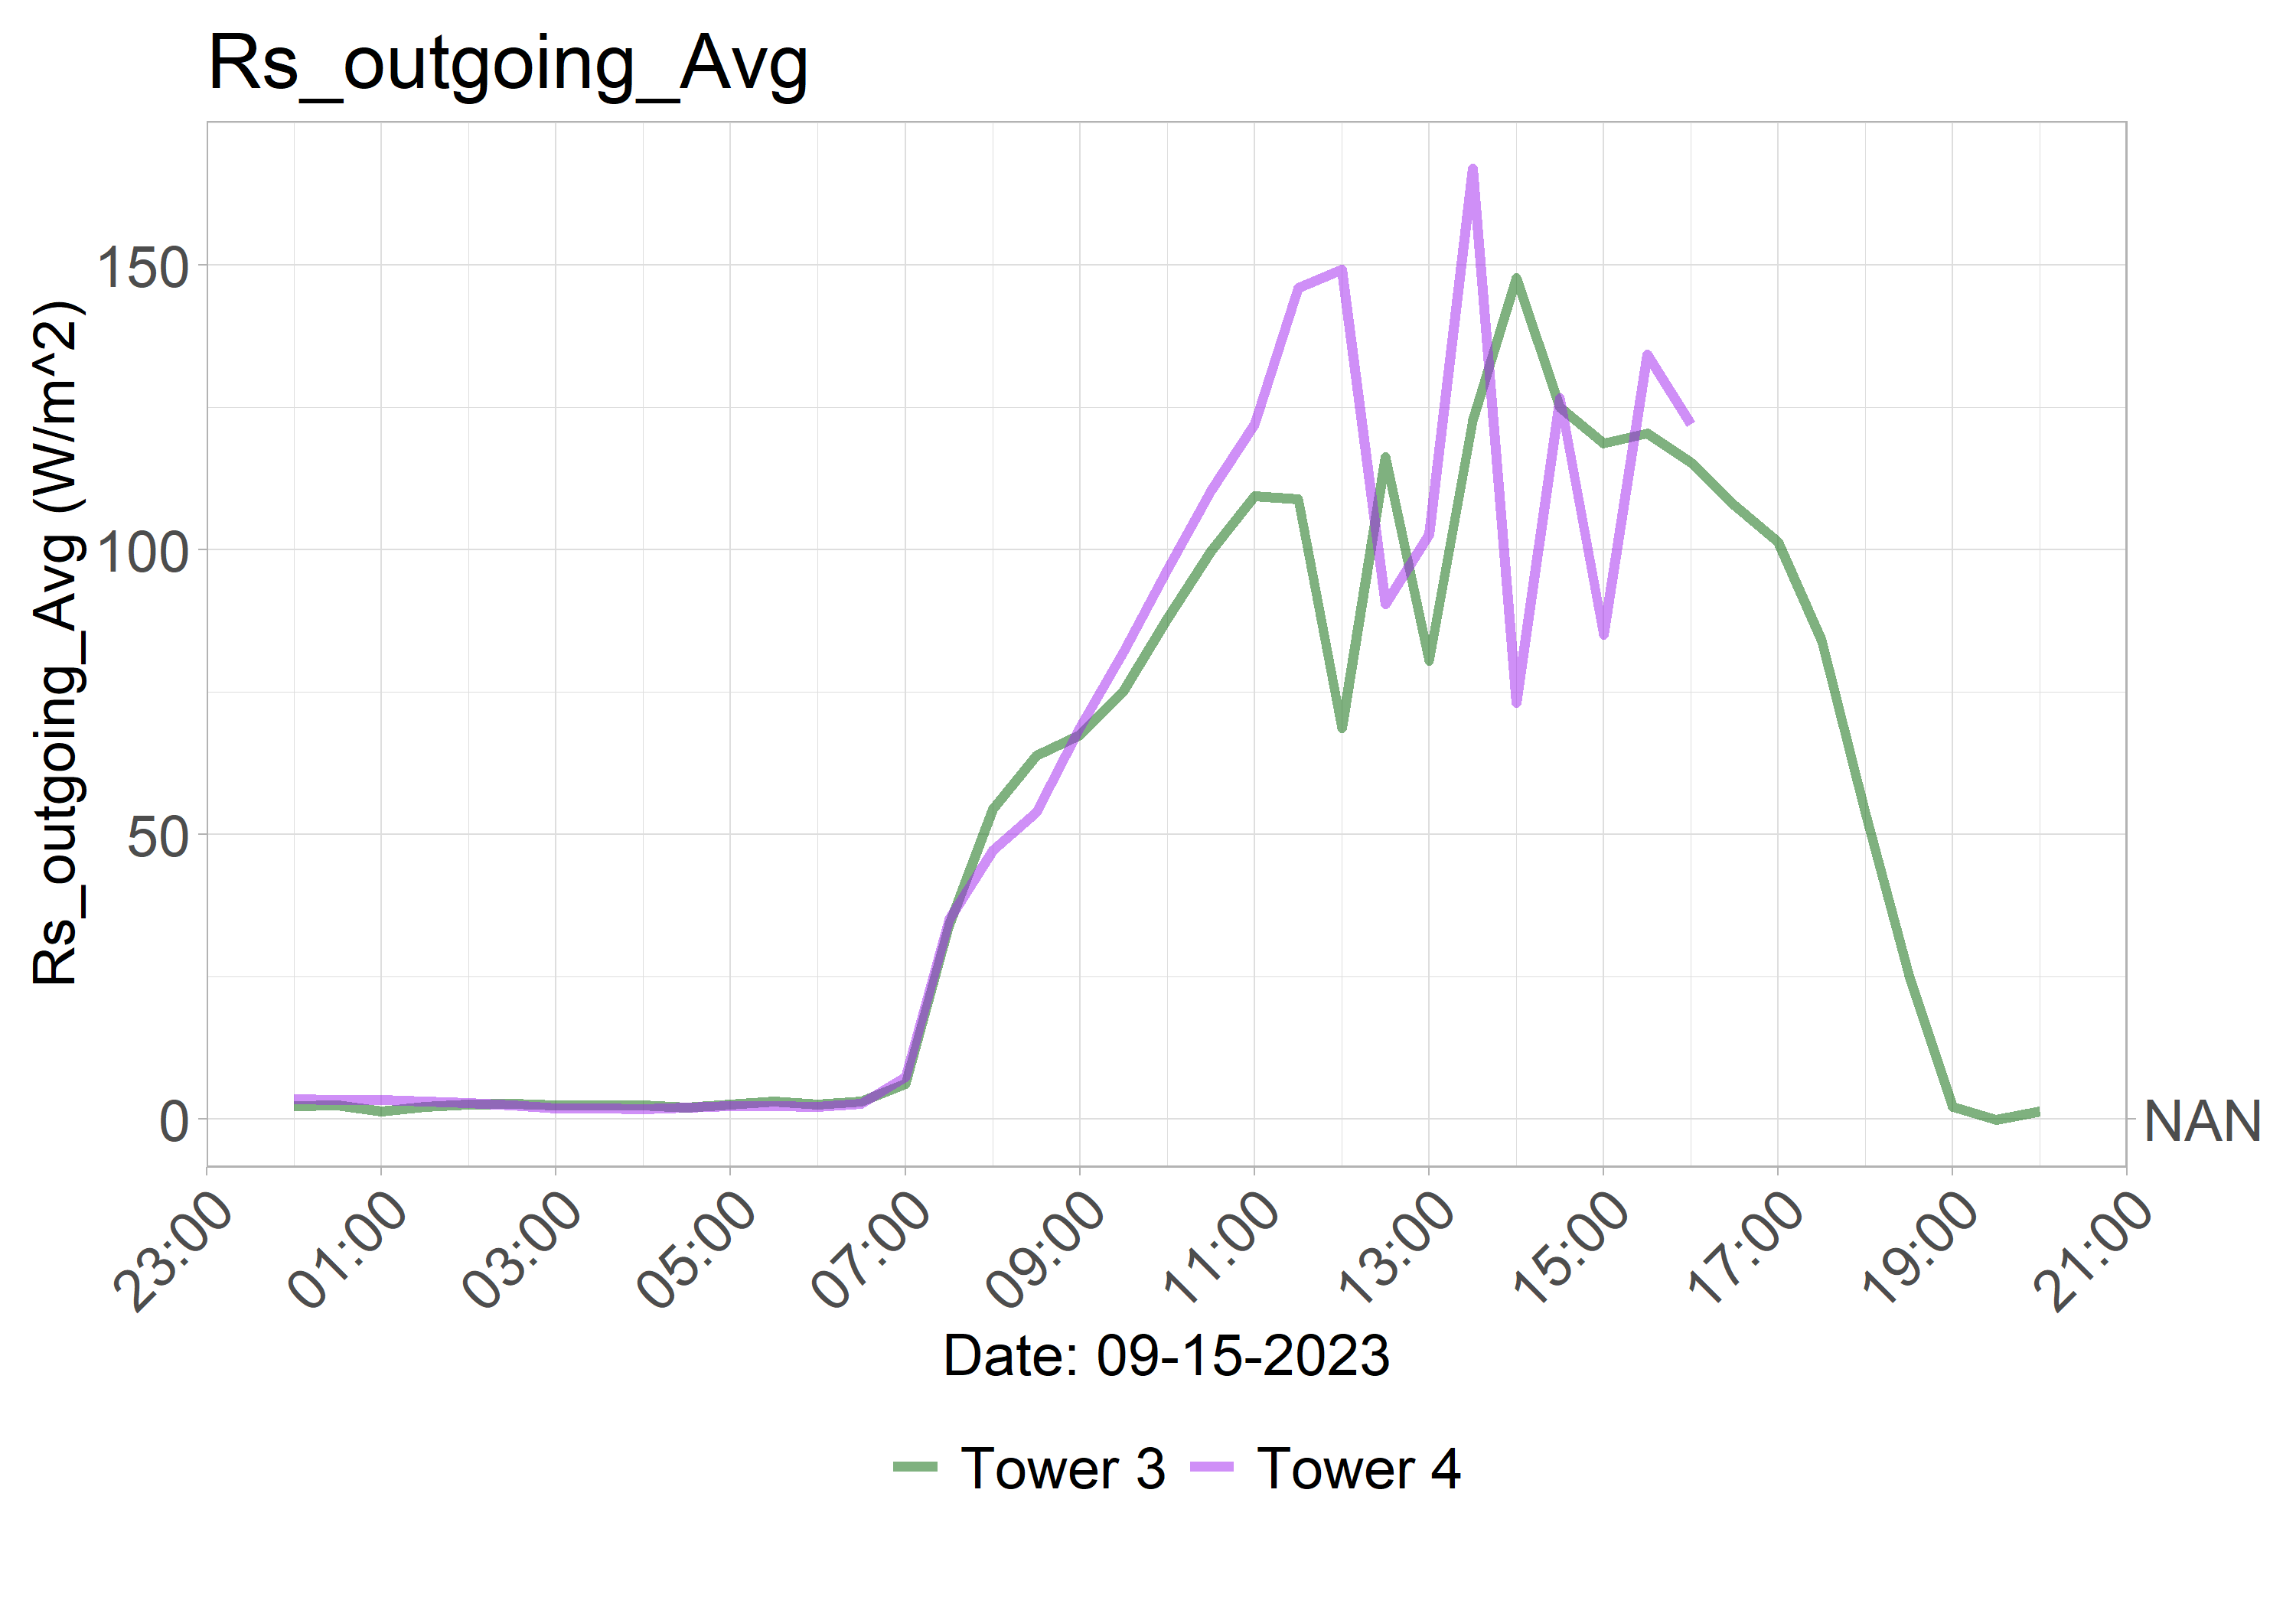 Rs_outgoing_Avg
Rs_outgoing_Avg (W/m^2)
150
100
50
0
NAN
23:00 01:00 03:00 05:00 07:00 09:00 11:00 13:00 15:00 17:00 19:00 21:00
Date: 09-15-2023
Tower 3 Tower 4